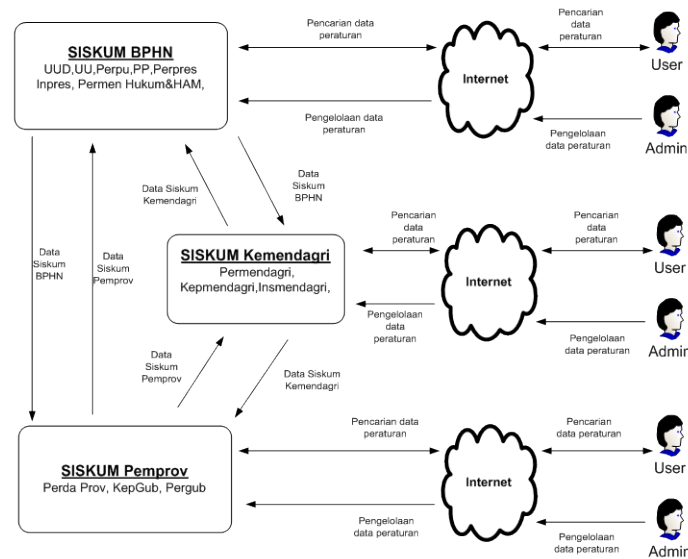 SISKUM BPHN
UUD,UU,Perpu,PP,Perpres
Inpres, Permen Hukum&HAM,
Pencarian data
peraturan
Internet
Pencarian
data
peraturan
User
Pengelolaan data
peraturan
Pengelolaan data
peraturan
Admin
Data Siskum
Kemendagri
Data
Siskum
BPHN
Data
Siskum
BPHN
Data
Siskum
Pemprov
SISKUM Kemendagri
Permendagri,
Kepmendagri,Insmendagri,
Pencarian
data
peraturan
Internet
Pencarian
data
peraturan
User
Pengelolaan
data
peraturan
Pengelolaan
data peraturan
Admin
Data
Siskum
Pemprov
Data Siskum
Kemendagri
SISKUM Pemprov
Perda Prov, KepGub, Pergub
Pencarian data
peraturan
Internet
Pencarian
data peraturan
User
Pengelolaan data
peraturan
Pengelolaan
data peraturan
Admin